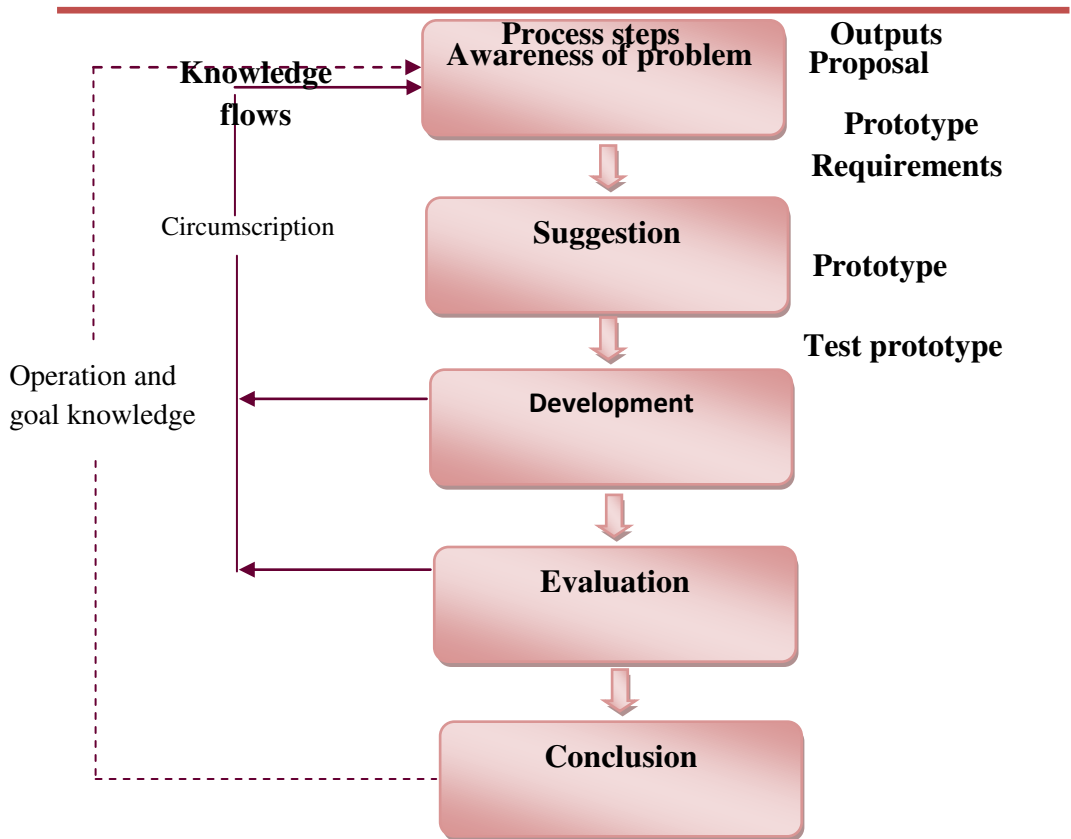 Process steps
Outputs
Awareness of problem
Proposal
Knowledge
flows
Prototype
Requirements
Circumscription
Suggestion
Prototype
Test prototype
Operation and
goal knowledge
Development
Evaluation
Conclusion